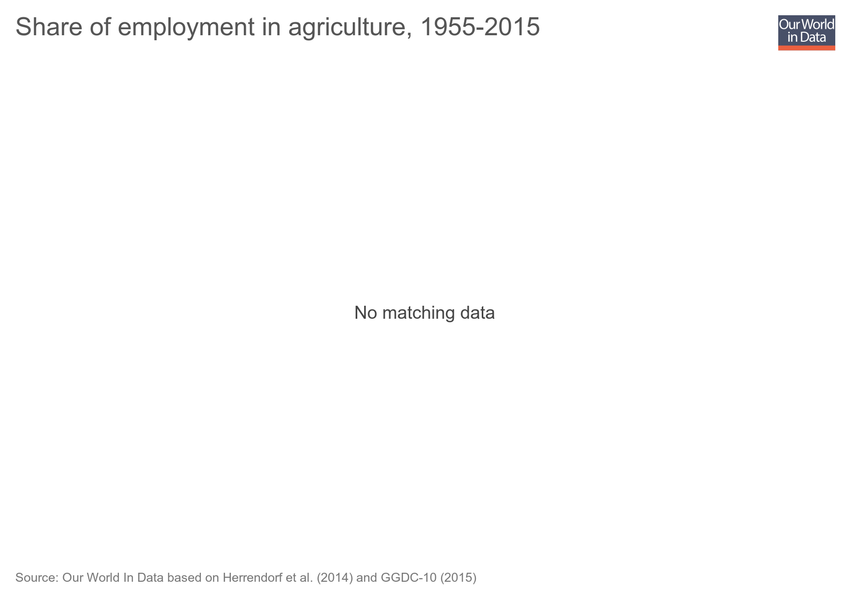 Share of employment in agriculture, 1955-2015
Our World
in Data
No matching data
Source: Our World In Data based on Herrendorf et al. (2014) and GGDC-10 (2015)